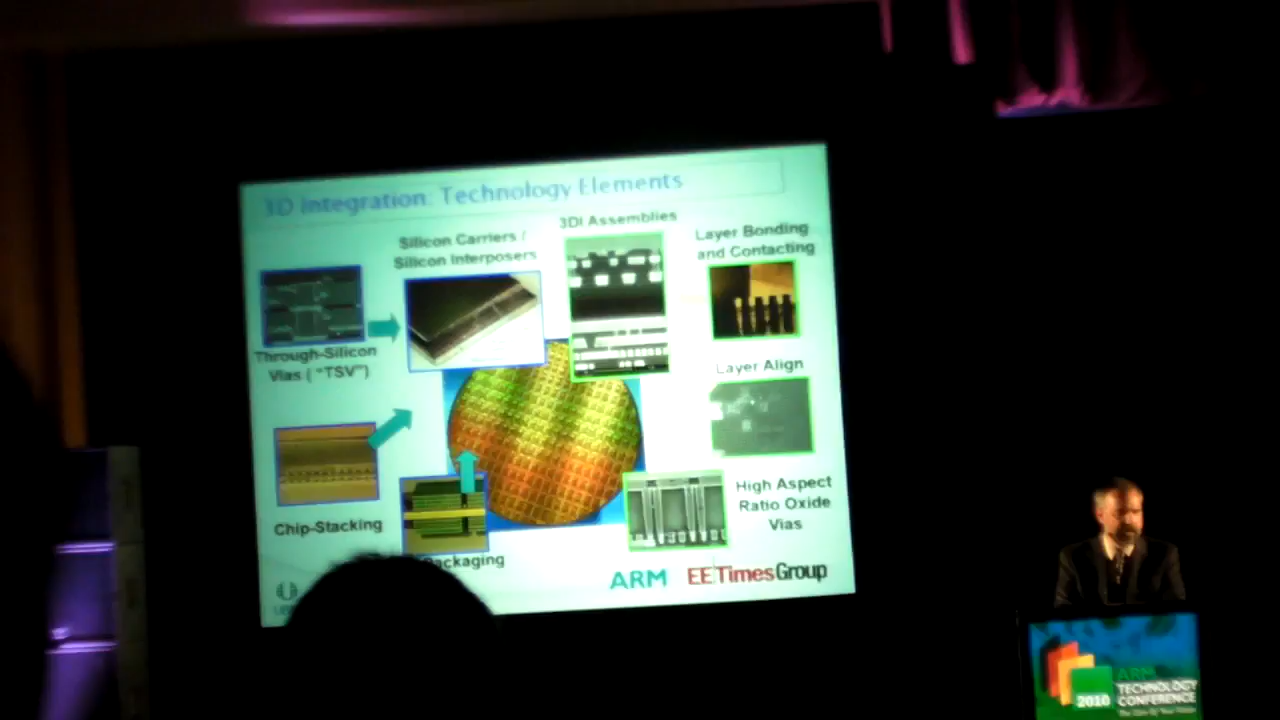 3D Integration: Technology Elements
3DI Assemblies
Silicon Carriers /
Silicon Interposers
Layer Bonding
and Contacting
Through-Silicon
Vias ( "TSV")
Layer Align
Chip-Stacking
Packaging
High Aspect
Ratio Oxide
Vias
ARM
EETimesGroup
ARM
TECHNOLOGY
CONFERENCE
2010